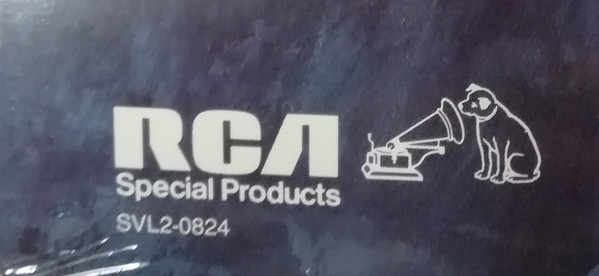 RCA
Special Products
SVL2-0824